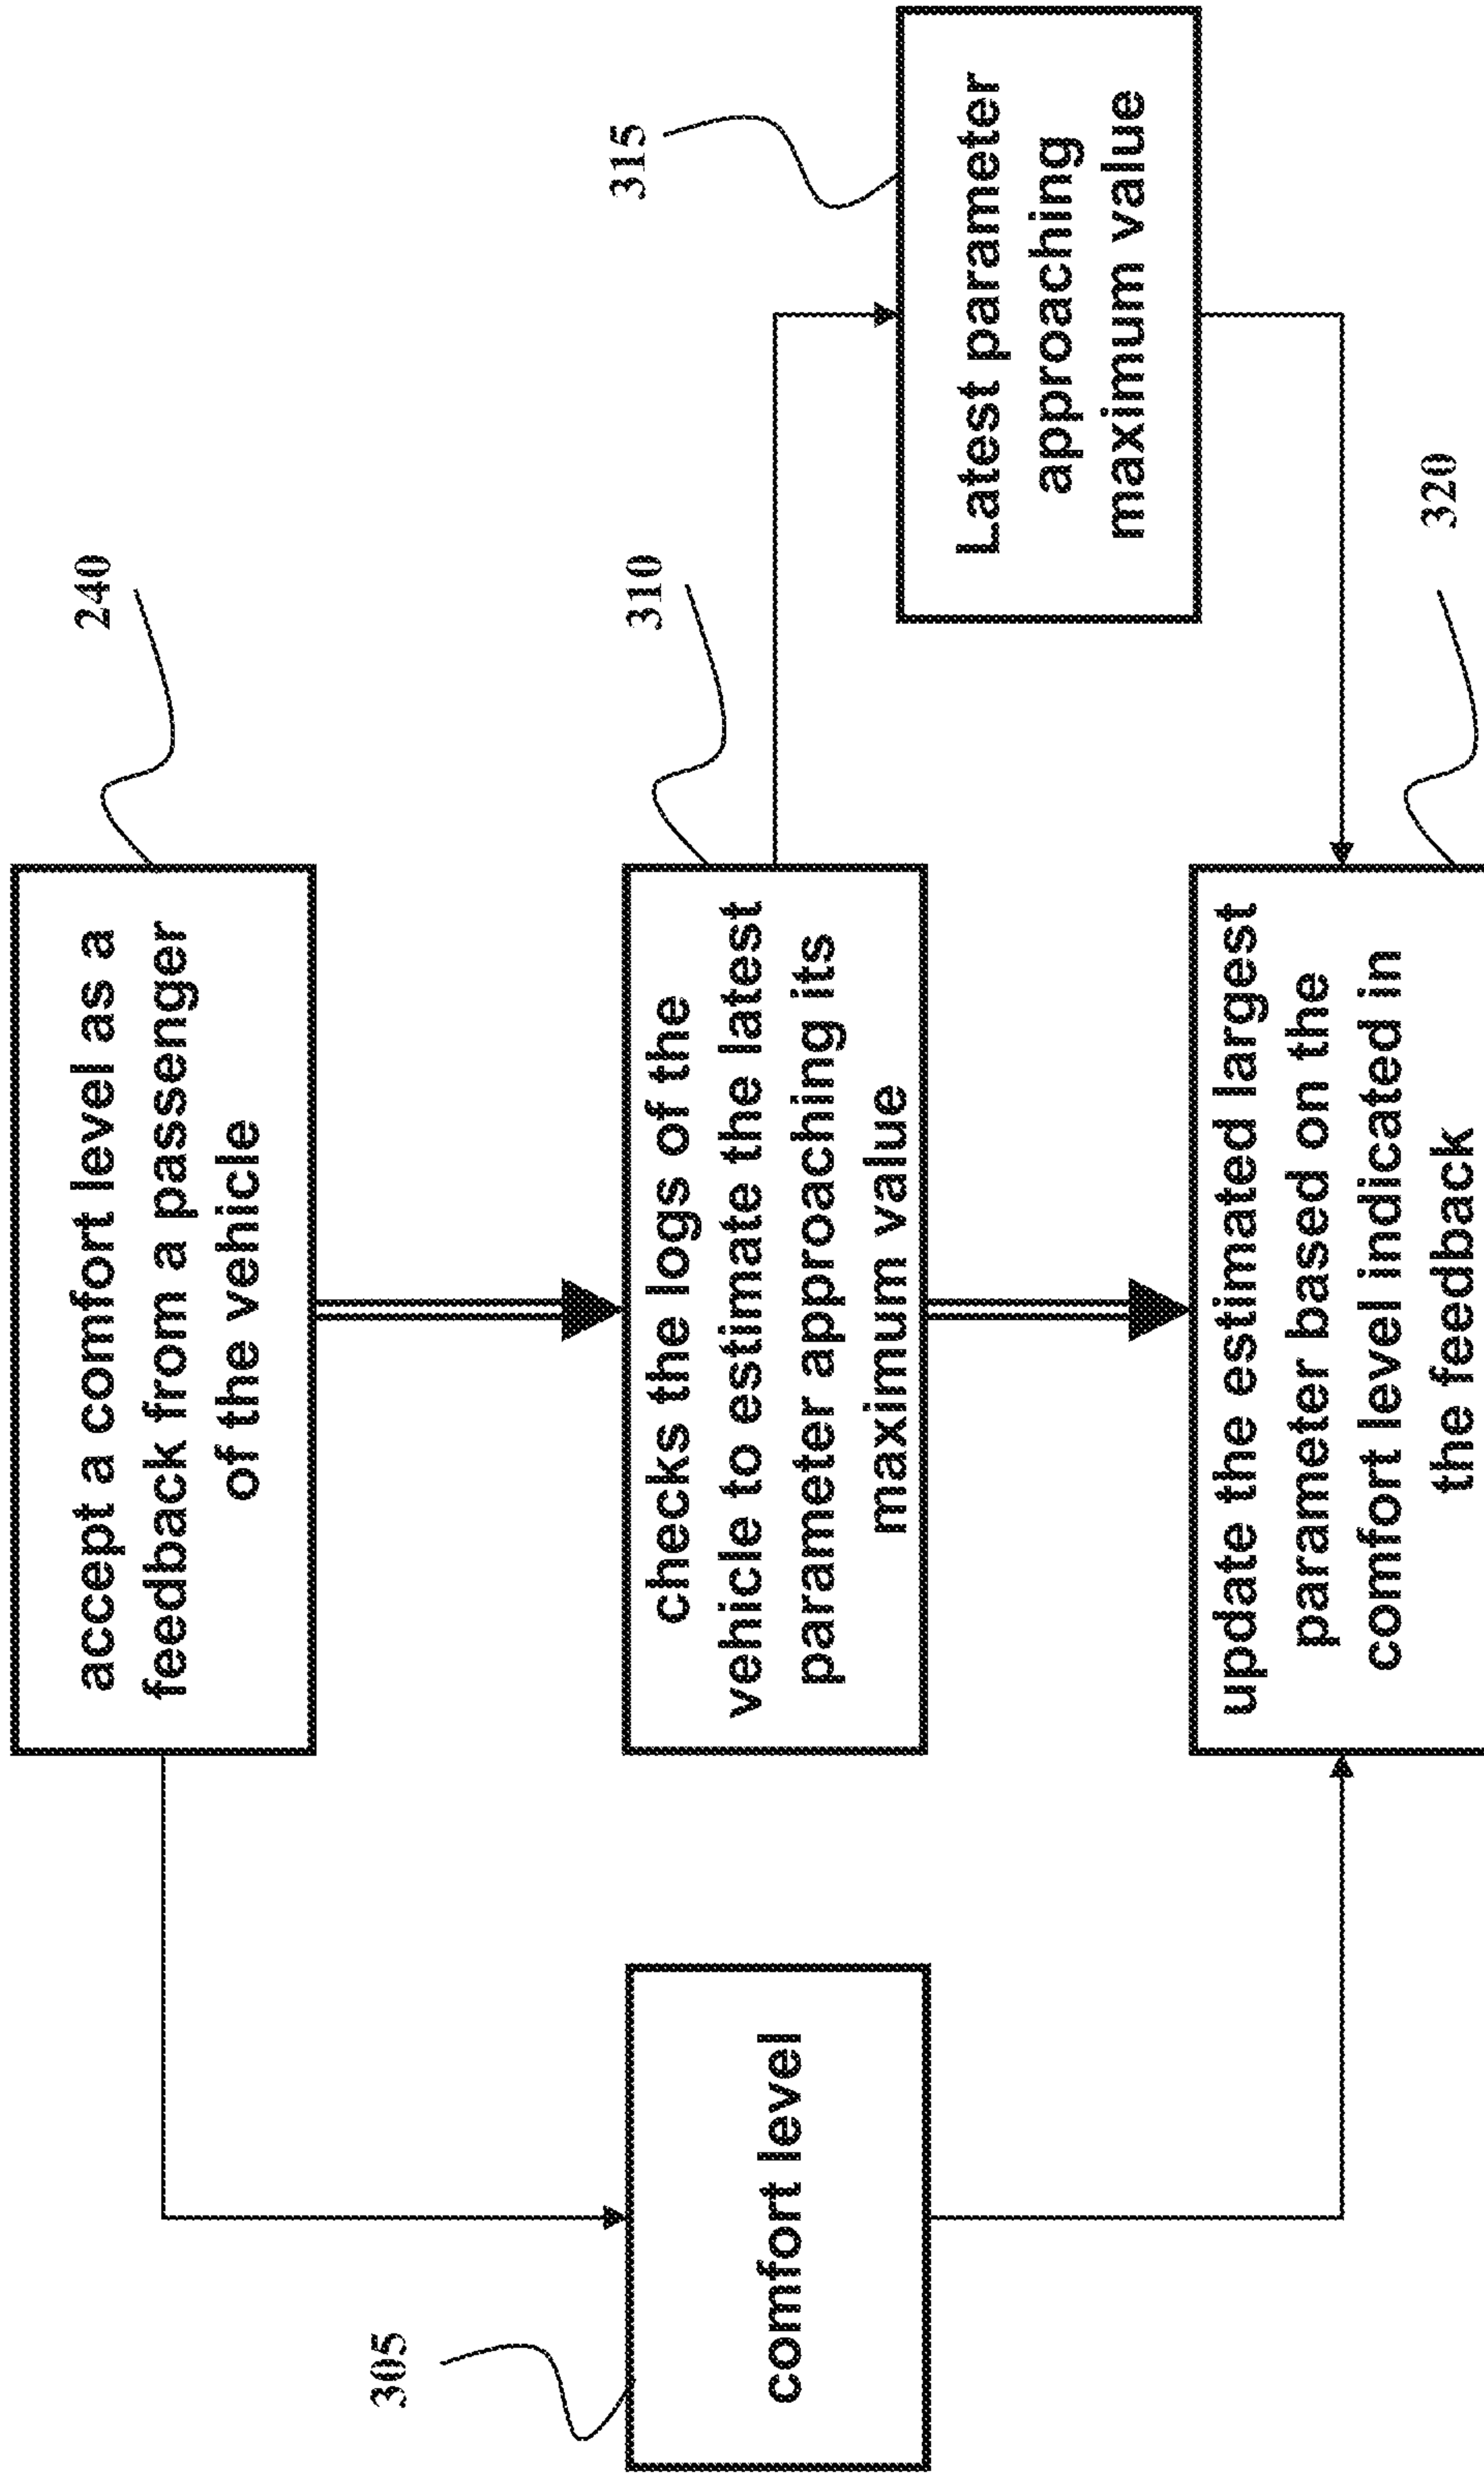 240
accept a comfort level as a
feedback from a passenger
of the vehicle
310
checks the logs of the
vehicle to estimate the latest
parameter approaching its
maximum value
305
comfort level
315
Latest parameter
approaching
maximum value
320
update the estimated largest
parameter based on the
comfort level indicated in
the feedback